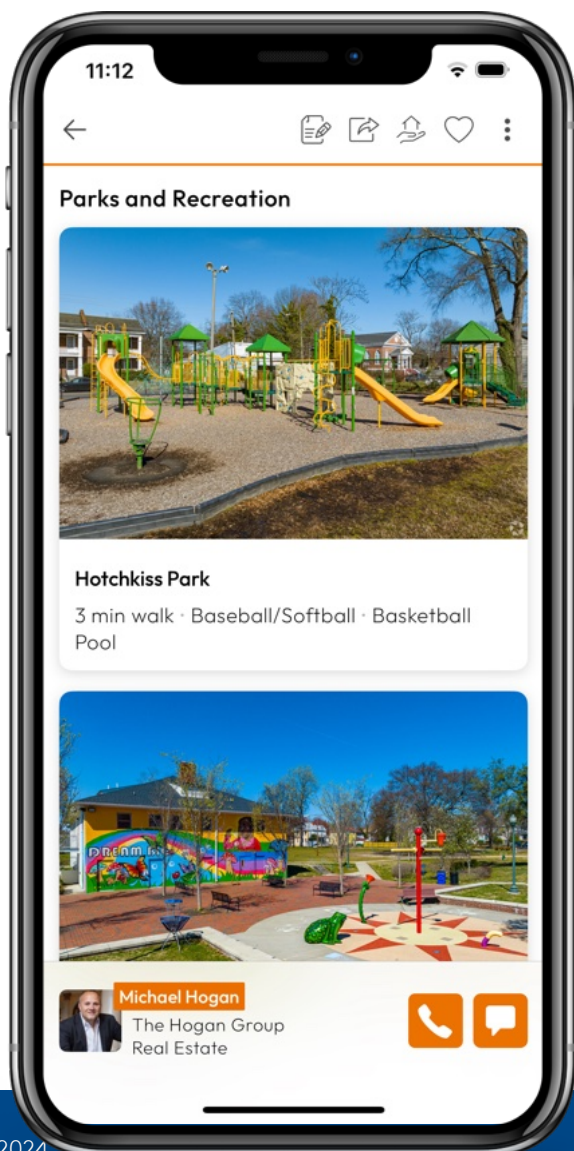 11:12
Parks and Recreation
Hotchkiss Park
3 min walk · Baseball/Softball · Basketball
Pool
DREAM
Michael Hogan
The Hogan Group
Real Estate
2024